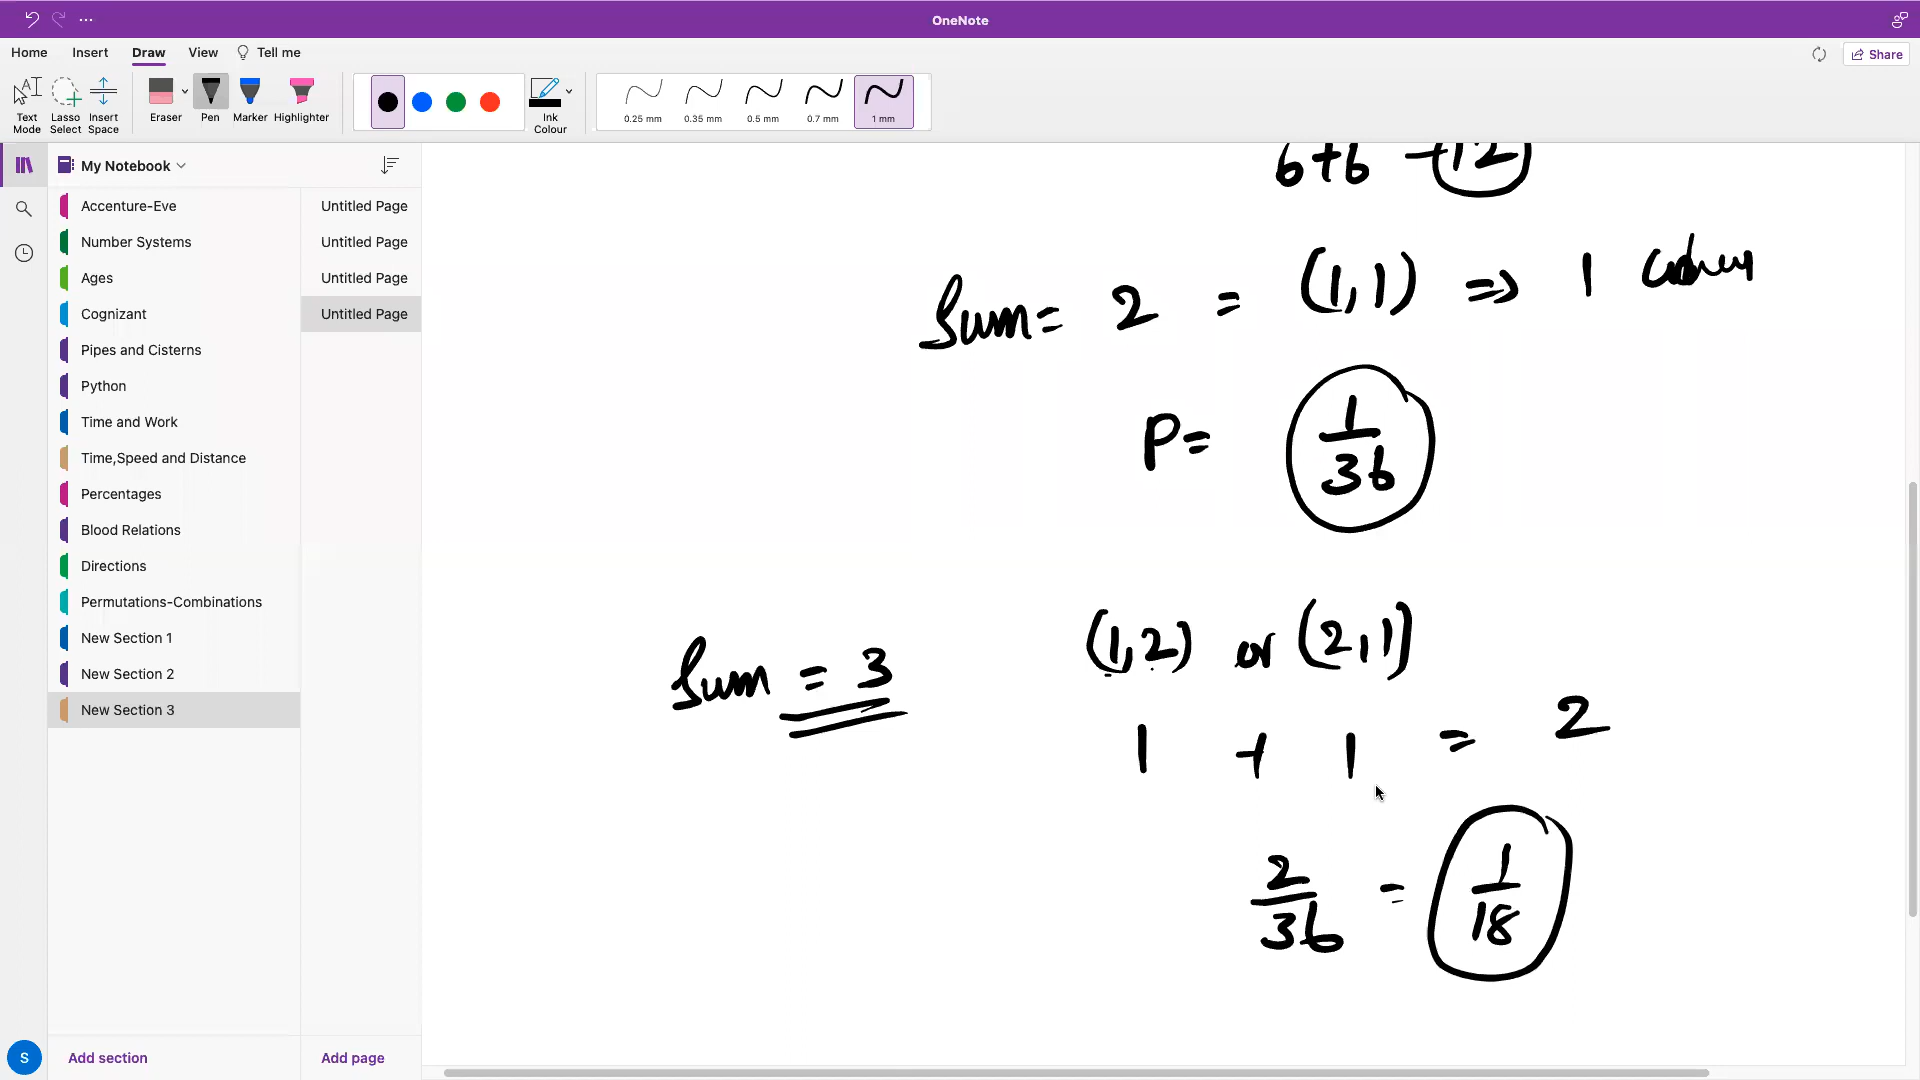 OneNote
Home Insert Draw View Tell me
Share
Text Mode
Lasso Select
Insert Space
Eraser
Pen
Marker
Highlighter
Ink Colour
0.25 mm
0.35 mm
0.5 mm
0.7 mm
1 mm
My Notebook
Accenture-Eve
Number Systems
Ages
Cognizant
Pipes and Cisterns
Python
Time and Work
Time,Speed and Distance
Percentages
Blood Relations
Directions
Permutations-Combinations
New Section 1
New Section 2
New Section 3
Untitled Page
Untitled Page
Untitled Page
Untitled Page
S
Add section
Add page
6+6 12
Sum= 2 = (1,1) ⇒ 1
P= 1/36
Sum = 3 (1,2) or (2,1)
1 + 1 = 2
2/36 = 1/18